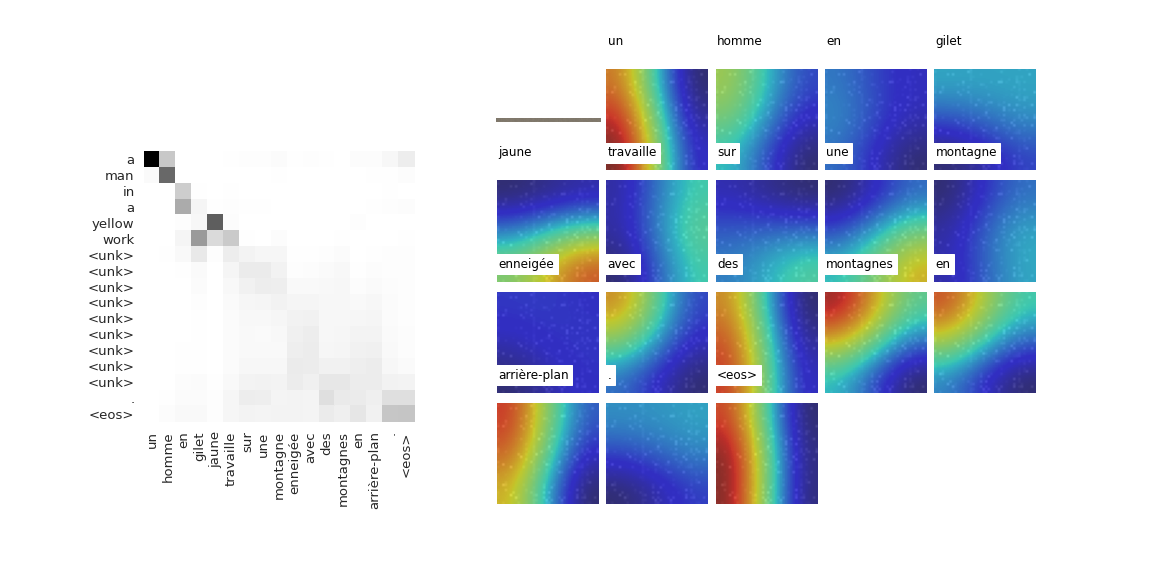 a
man
in
a
yellow
work
<unk>
<unk>
<unk>
<unk>
<unk>
<unk>
<unk>
<unk>
<unk>
.
<eos>
un
homme
en
gilet
jaune
travaille
sur
une
montagne
enneigée
avec
des
montagnes
en
arrière-plan
.
<eos>
un homme en gilet
jaune travaille sur une montagne
enneigée avec des montagnes en
arrière-plan . <eos>